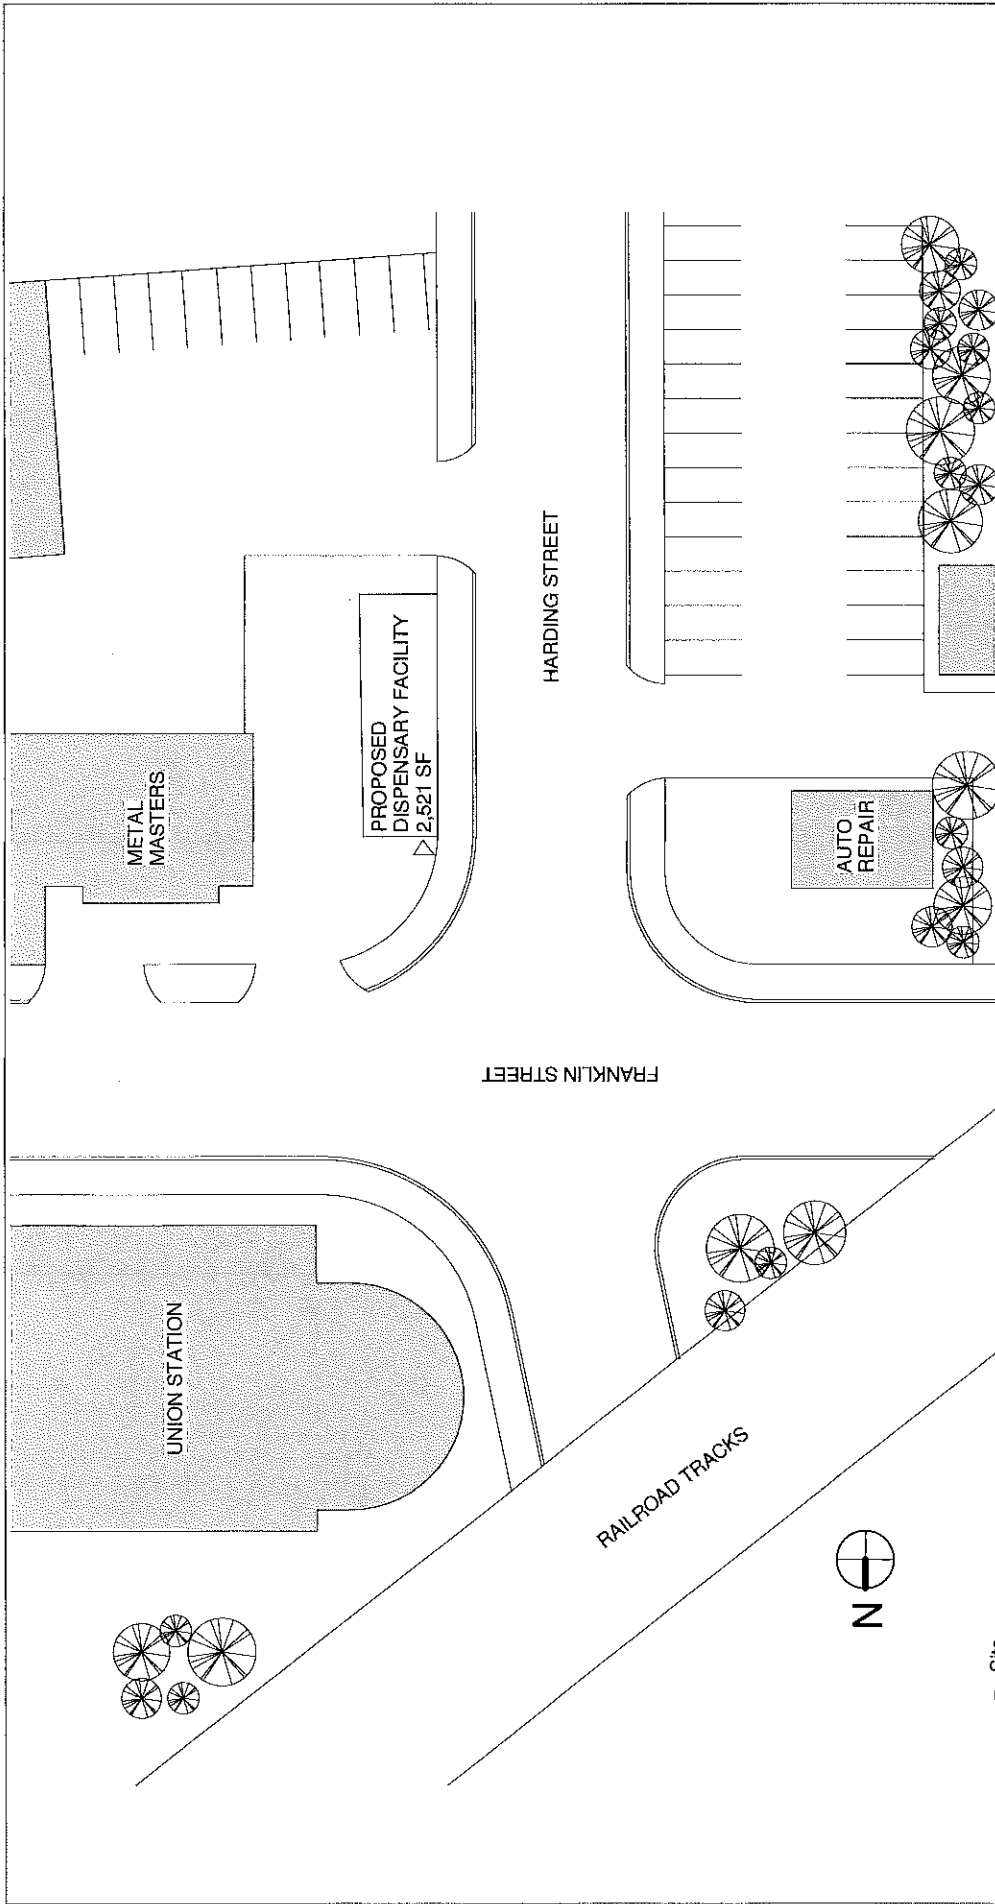 METAL
MASTERS
PROPOSED
DISPENSARY FACILITY
2,521 SF
HARDING STREET
AUTO
REPAIR
FRANKLIN STREET
UNION STATION
RAILROAD TRACKS
N